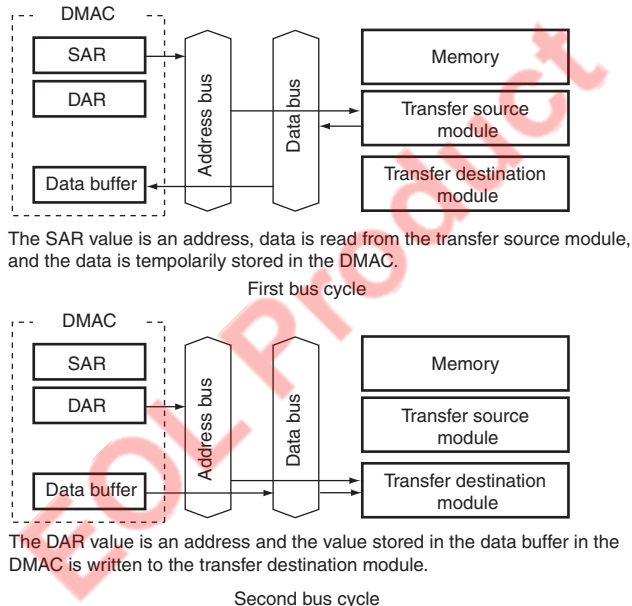 DMAC
SAR
DAR
Data buffer
Address bus
Data bus
Memory
Transfer source
module
Transfer destination
module
The SAR value is an address, data is read from the transfer source module,
and the data is tempolarily stored in the DMAC.
First bus cycle
DMAC
SAR
DAR
Data buffer
Address bus
Data bus
Memory
Transfer source
module
Transfer destination
module
The DAR value is an address and the value stored in the data buffer in the
DMAC is written to the transfer destination module.
Second bus cycle
EOL Product